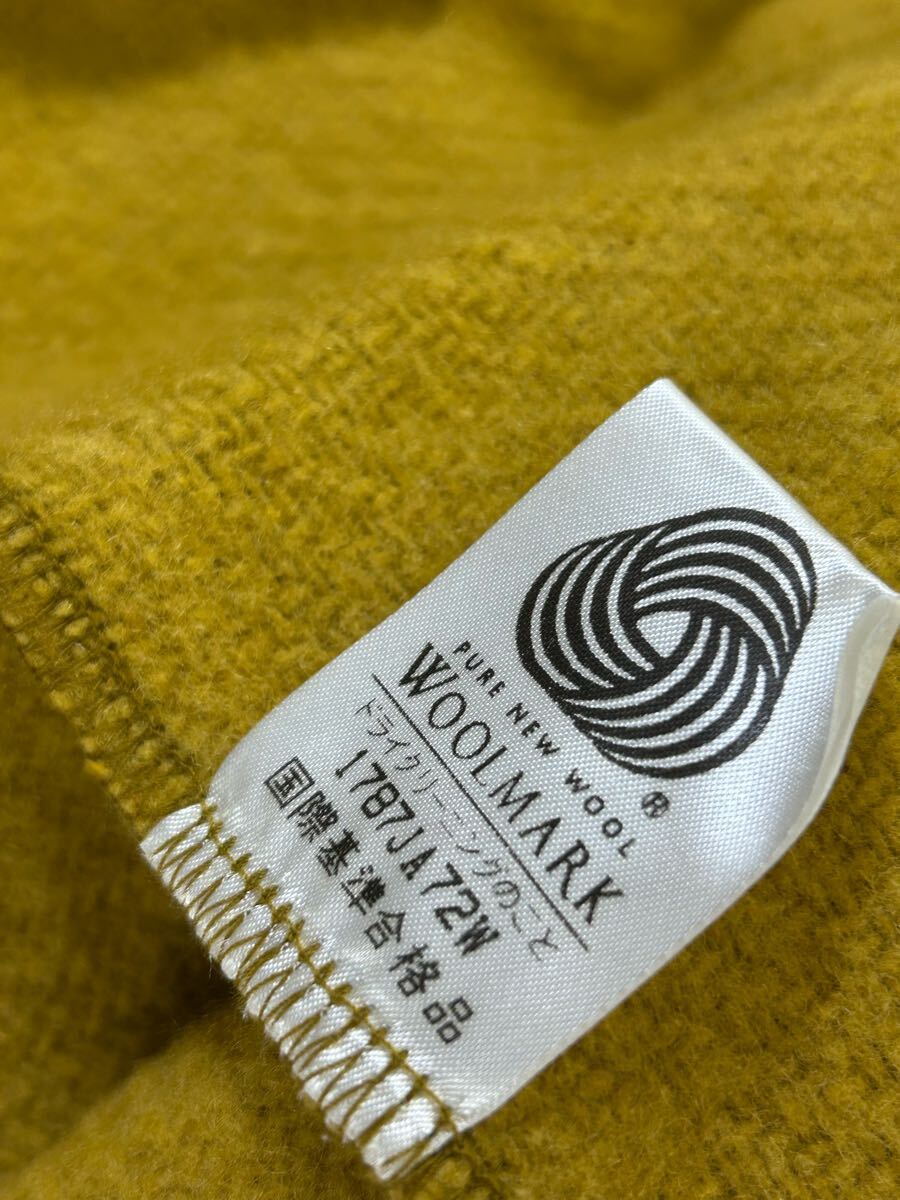 ®
PURE NEW WOOL
WOOLMARK
ドライクリーニングのこと
1787JA72W
国際基準合格品